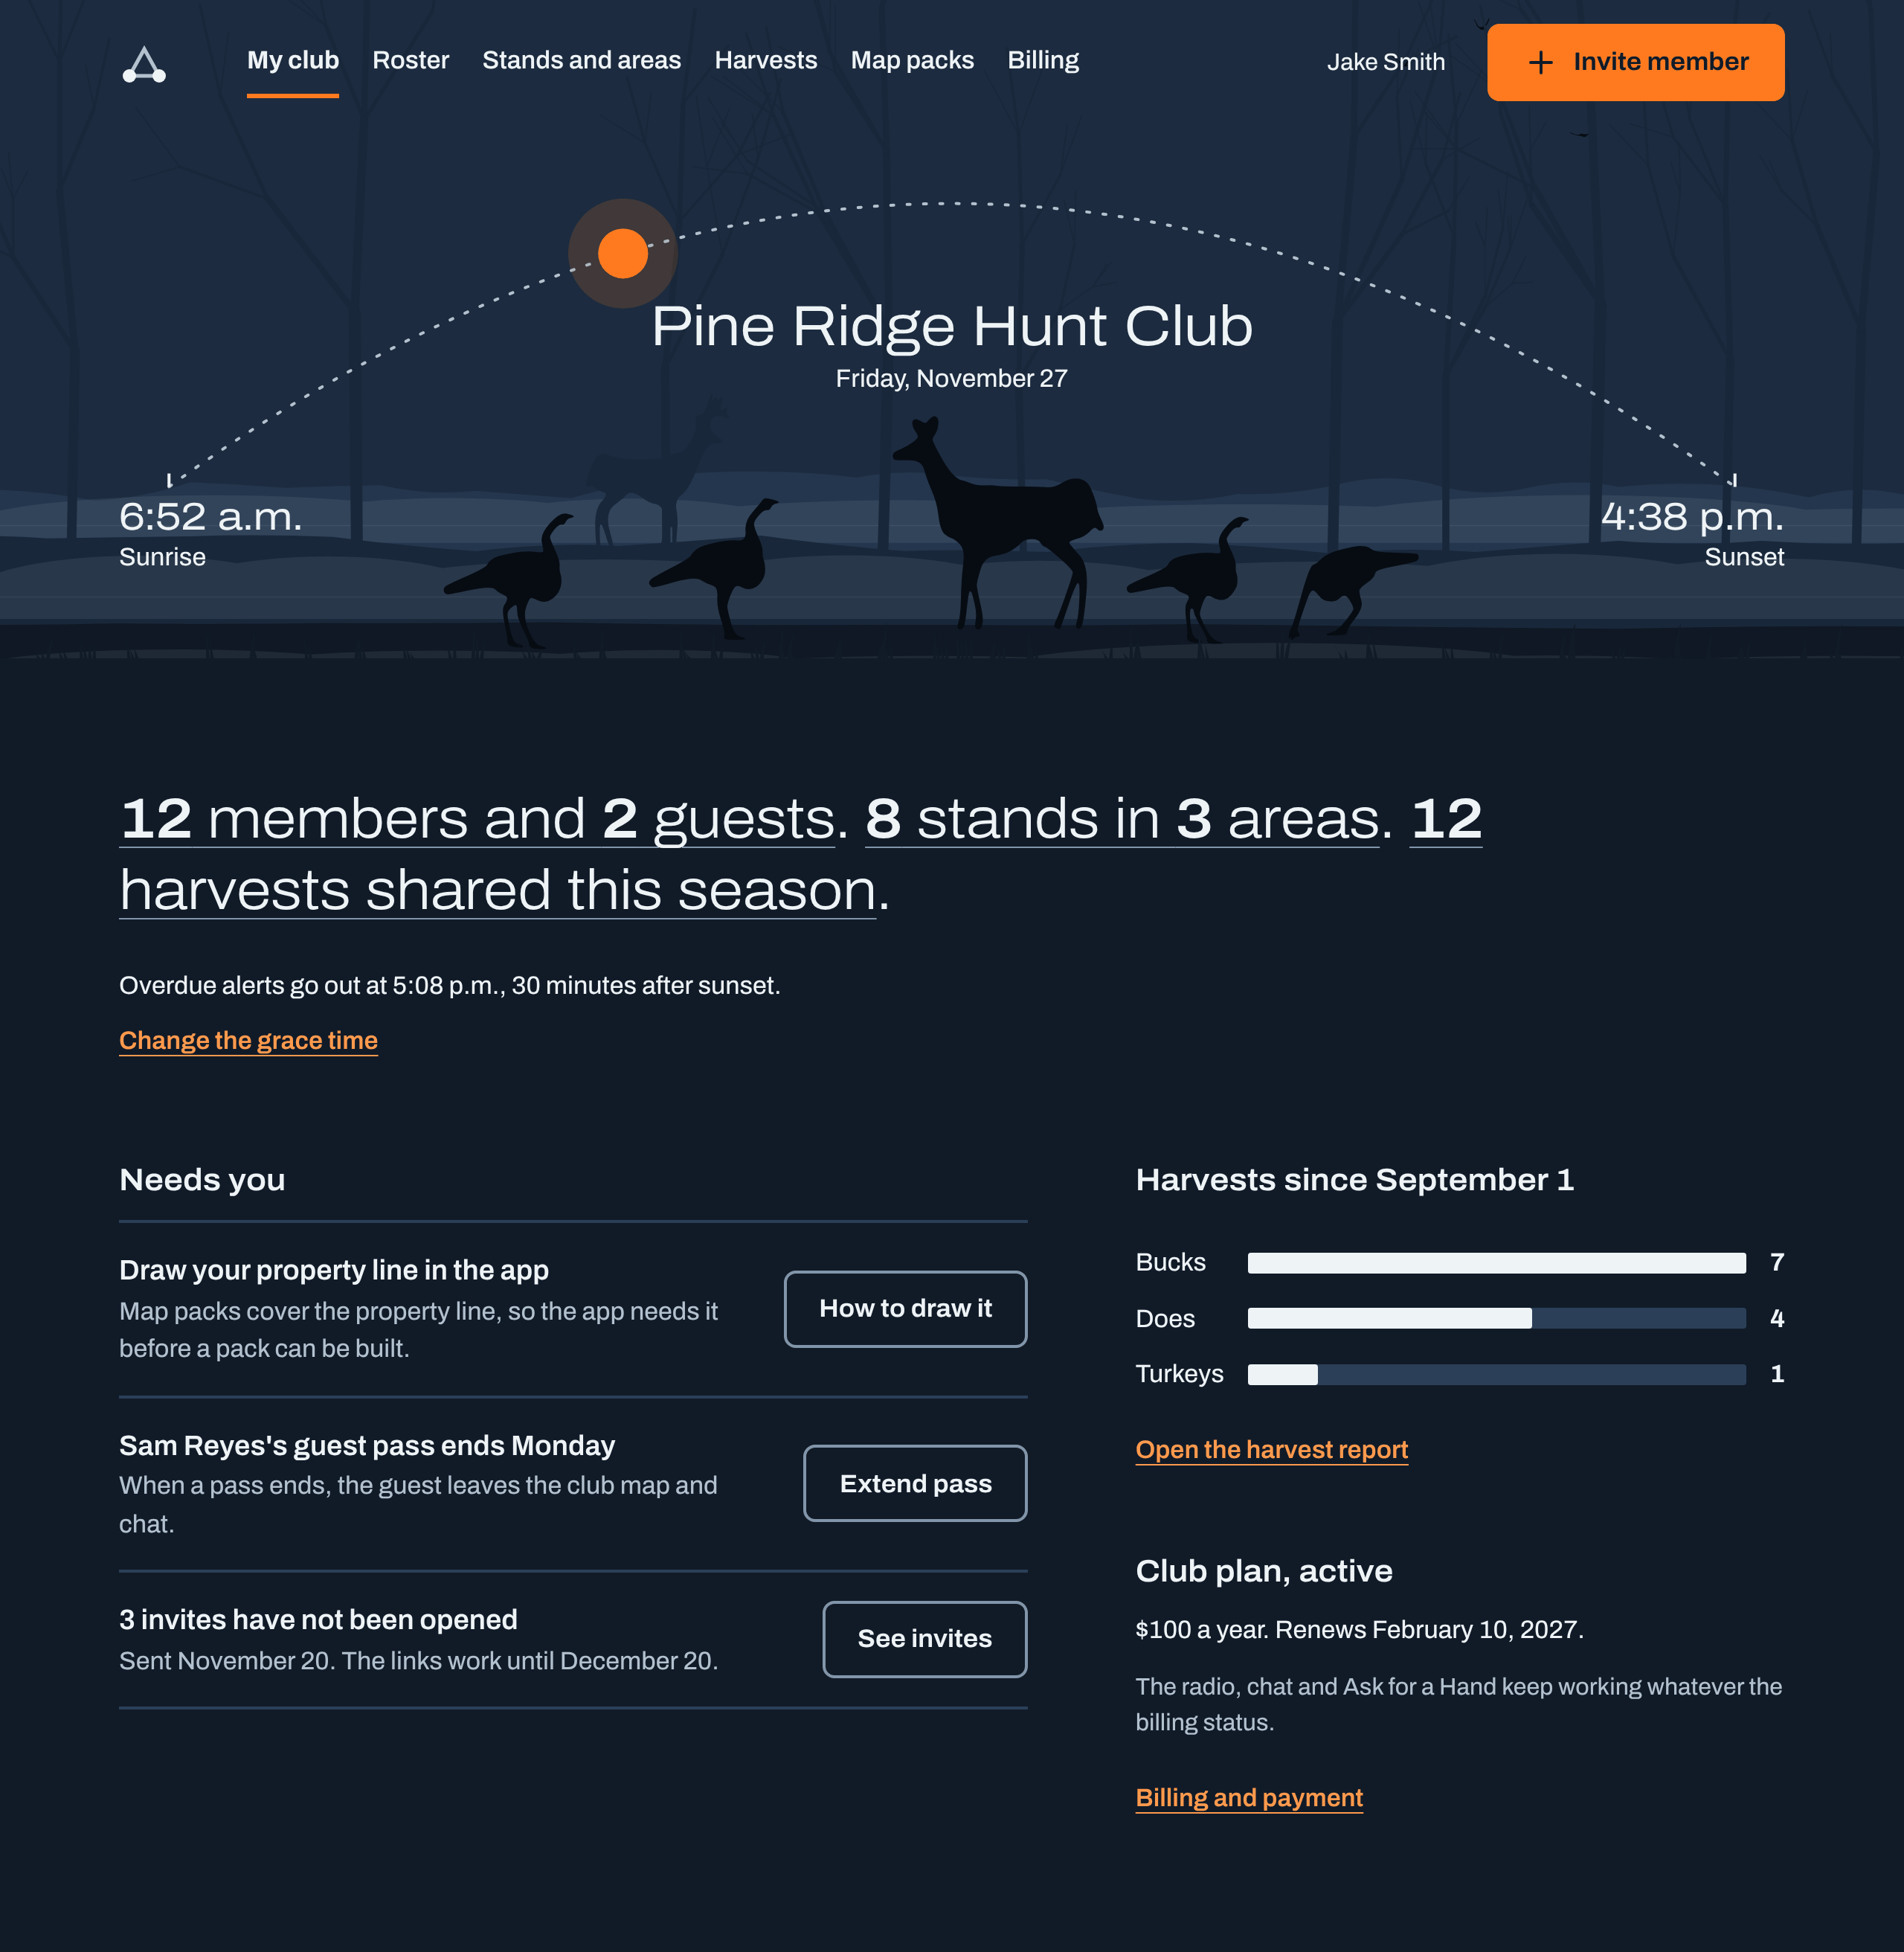 My club Roster Stands and areas Harvests Map packs Billing Jake Smith + Invite member
Pine Ridge Hunt Club
Friday, November 27
6:52 a.m.
Sunrise
4:38 p.m.
Sunset
12 members and 2 guests. 8 stands in 3 areas. 12
harvests shared this season.
Overdue alerts go out at 5:08 p.m., 30 minutes after sunset.
Change the grace time
Needs you
Draw your property line in the app
Map packs cover the property line, so the app needs it
before a pack can be built.
How to draw it
Sam Reyes's guest pass ends Monday
When a pass ends, the guest leaves the club map and
chat.
Extend pass
3 invites have not been opened
Sent November 20. The links work until December 20.
See invites
Harvests since September 1
Bucks 7
Does 4
Turkeys 1
Open the harvest report
Club plan, active
$100 a year. Renews February 10, 2027.
The radio, chat and Ask for a Hand keep working whatever the
billing status.
Billing and payment